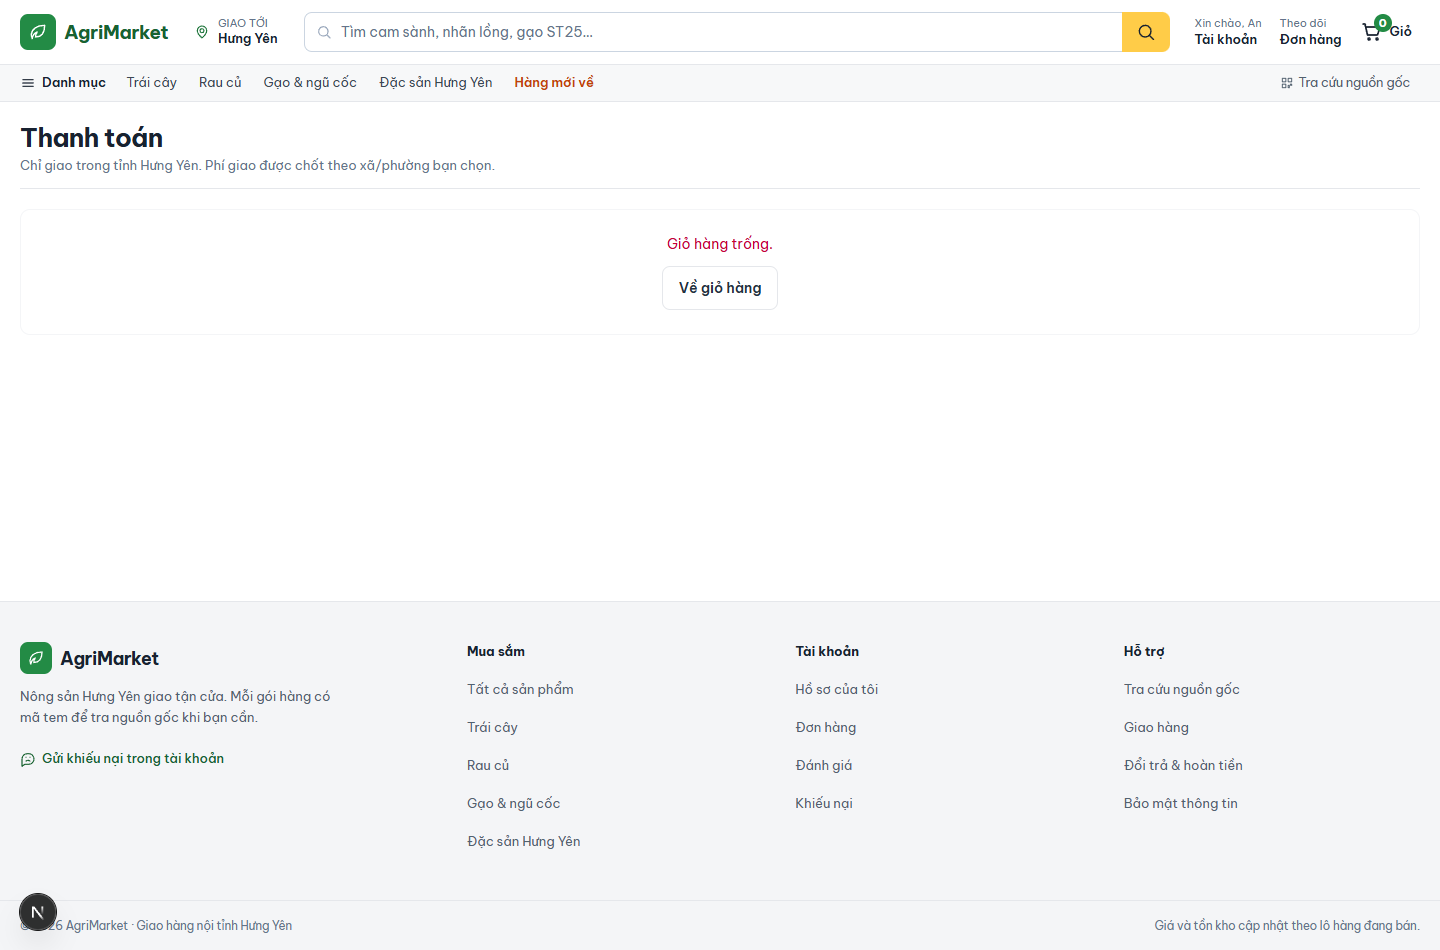 AgriMarket
GIAO TỚI
Hưng Yên
Tìm cam sành, nhãn lồng, gạo ST25...
Xin chào, An
Tài khoản
Theo dõi
Đơn hàng
0
Giỏ
Danh mục
Trái cây
Rau củ
Gạo & ngũ cốc
Đặc sản Hưng Yên
Hàng mới về
Tra cứu nguồn gốc
Thanh toán
Chỉ giao trong tỉnh Hưng Yên. Phí giao được chốt theo xã/phường bạn chọn.
Giỏ hàng trống.
Về giỏ hàng
AgriMarket
Nông sản Hưng Yên giao tận cửa. Mỗi gói hàng có
mã tem để tra nguồn gốc khi bạn cần.
Gửi khiếu nại trong tài khoản
Mua sắm
Tất cả sản phẩm
Trái cây
Rau củ
Gạo & ngũ cốc
Đặc sản Hưng Yên
Tài khoản
Hồ sơ của tôi
Đơn hàng
Đánh giá
Khiếu nại
Hỗ trợ
Tra cứu nguồn gốc
Giao hàng
Đổi trả & hoàn tiền
Bảo mật thông tin
N
AgriMarket · Giao hàng nội tỉnh Hưng Yên
Giá và tồn kho cập nhật theo lô hàng đang bán.